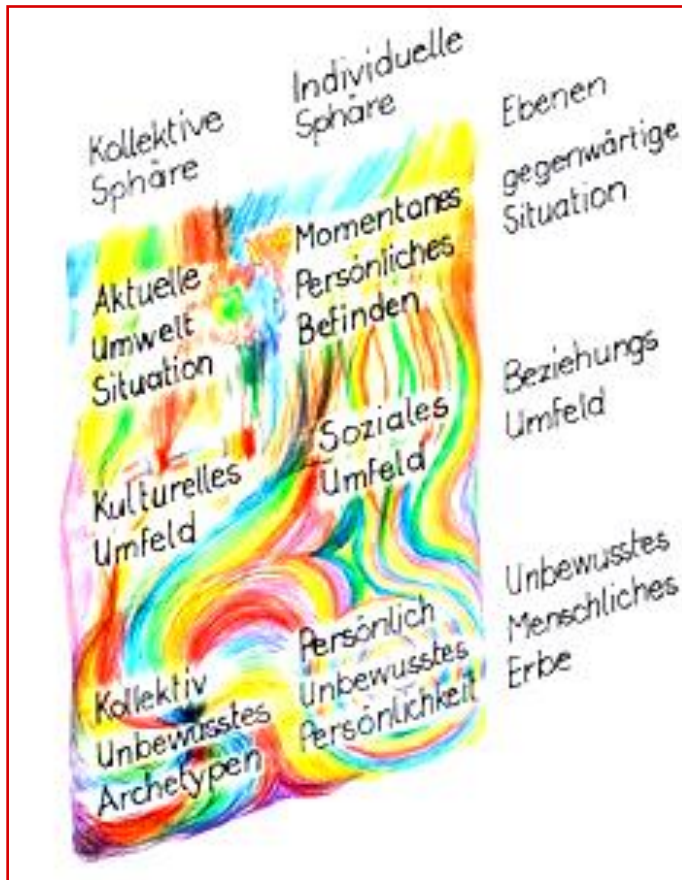 Kollektive
Sphäre
Individuelle
Sphäre
Ebenen
Aktuelle
Umwelt
Situation
Momentanes
Persönliches
Befinden
gegenwärtige
Situation
Kulturelles
Umfeld
Soziales
Umfeld
Beziehungs
Umfeld
Kollektiv
Unbewusstes
Archetypen
Persönlich
Unbewusstes
Persönlichkeit
Unbewusstes
Menschliches
Erbe